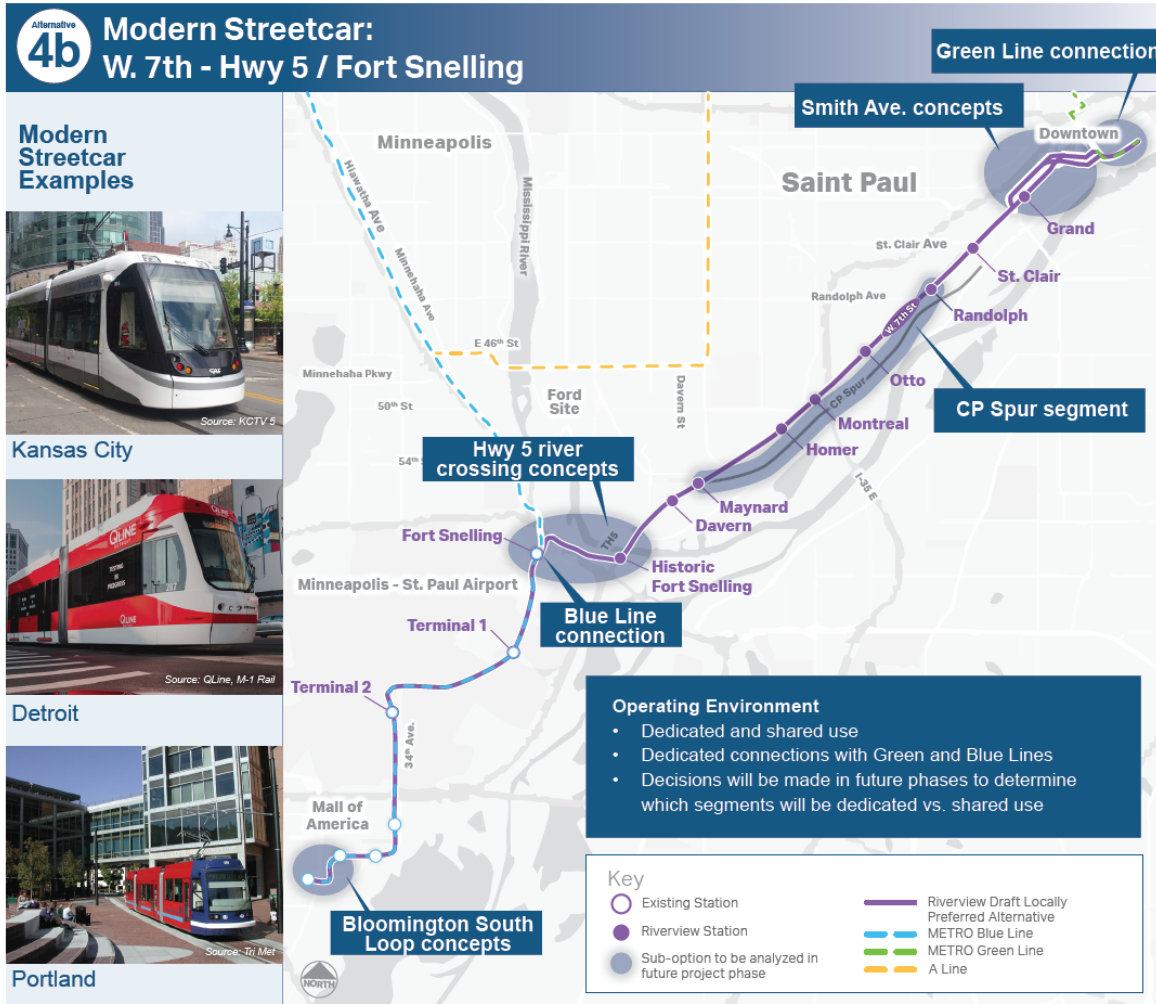 Alternative
4b
Modern Streetcar:
W. 7th - Hwy 5 / Fort Snelling
Modern
Streetcar
Examples
Source: KCTV 5
Kansas City
QLINE
QLINE
DETROIT
TESTING
IN
PROGRESS
QLINE
Source: QLine, M-1 Rail
Detroit
Source: Tri Met
Portland
Green Line connection
Smith Ave. concepts
Downtown
Minneapolis
Saint Paul
Hiawatha Ave
Minnehaha Ave
Mississippi River
Grand
St. Clair Ave
St. Clair
Randolph Ave
Randolph
W. 7th St
E 46th St
Minnehaha Pkwy
Otto
CP Spur
CP Spur segment
Davern St
Ford
Site
50th St
Montreal
Homer
54th
Hwy 5 river
crossing concepts
I-35 E
Maynard
Davern
Fort Snelling
TH5
Historic
Fort Snelling
Minneapolis - St. Paul Airport
Blue Line
connection
Terminal 1
Terminal 2
34th Ave.
Mall of
America
Bloomington South
Loop concepts
NORTH
Operating Environment
• Dedicated and shared use
• Dedicated connections with Green and Blue Lines
• Decisions will be made in future phases to determine
which segments will be dedicated vs. shared use
Key
Existing Station
Riverview Station
Sub-option to be analyzed in
future project phase
Riverview Draft Locally
Preferred Alternative
METRO Blue Line
METRO Green Line
A Line